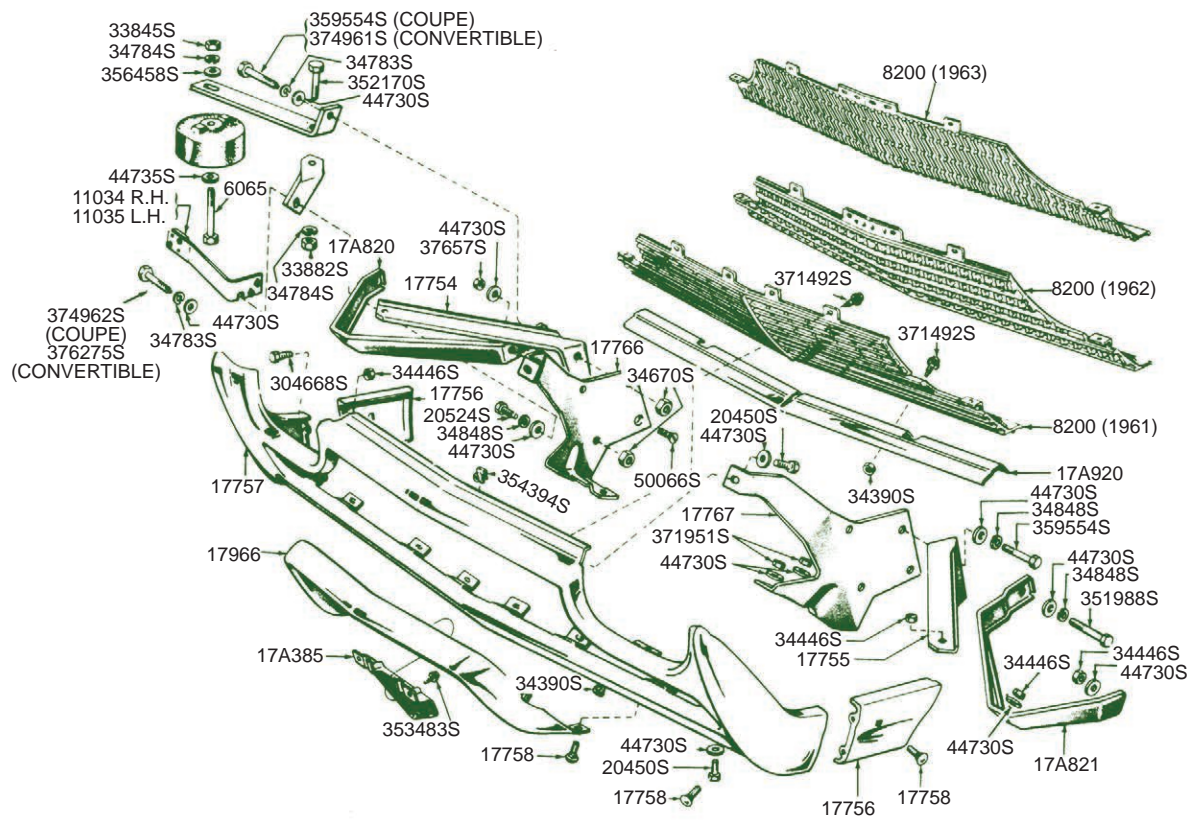 359554S (COUPE)
374961S (CONVERTIBLE)
33845S
34784S
356458S
34783S
352170S
44730S
8200 (1963)
44735S
11034 R.H.
11035 L.H.
6065
44730S
37657S
17A820
33882S
34784S
17754
371492S
8200 (1962)
374962S
(COUPE)
376275S
(CONVERTIBLE)
34783S
44730S
371492S
17766
34670S
304668S
34446S
17756
20524S
34848S
44730S
20450S
44730S
8200 (1961)
17A920
17757
354394S
50066S
34390S
17767
44730S
34848S
359554S
371951S
44730S
17966
44730S
34848S
351988S
34446S
17755
34446S
34446S
44730S
17A385
34390S
353483S
44730S
17A821
17758
44730S
20450S
17758
17756
17758